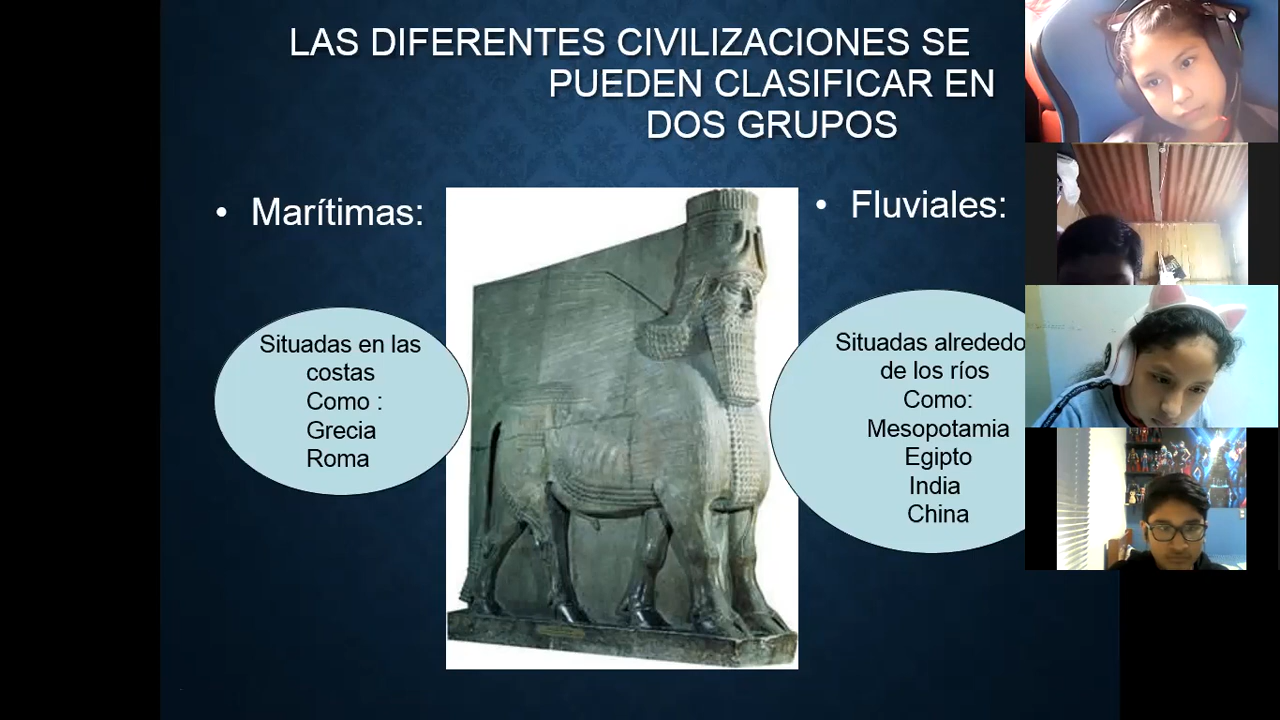 LAS DIFERENTES CIVILIZACIONES SE
PUEDEN CLASIFICAR EN
DOS GRUPOS
• Marítimas:
Situadas en las
costas
Como :
Grecia
Roma
• Fluviales:
Situadas alrededo
de los ríos
Como:
Mesopotamia
Egipto
India
China